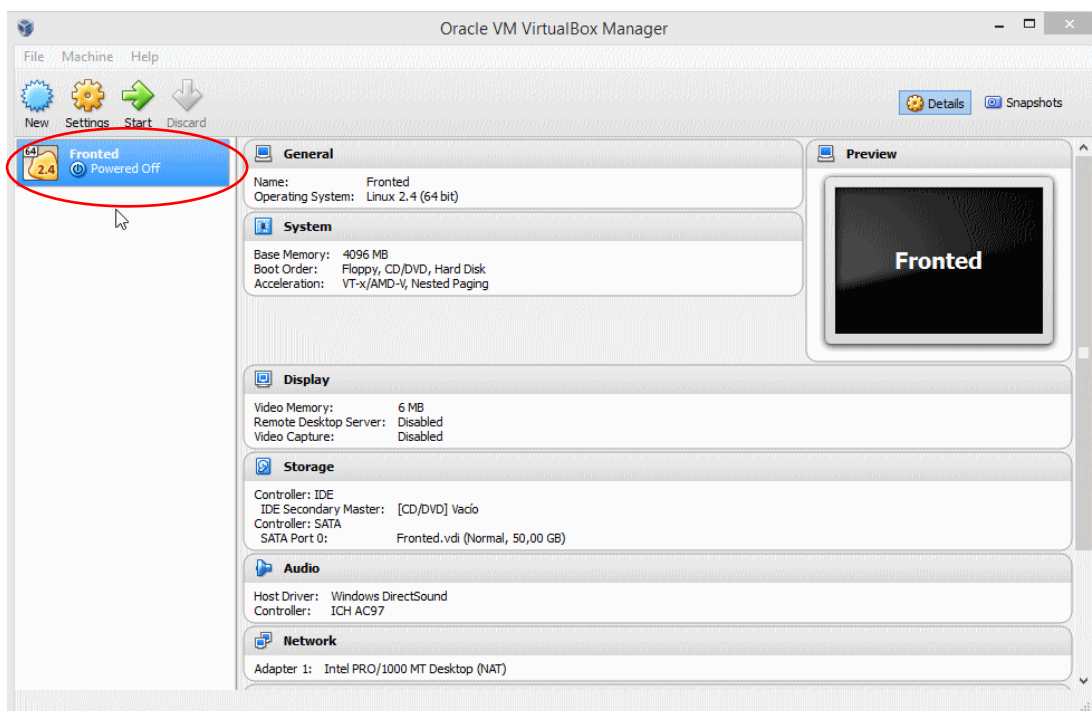 Oracle VM VirtualBox Manager
File Machine Help
New Settings Start Discard
Details Snapshots
64
2.4
Fronted
Powered Off
General
Name: Fronted
Operating System: Linux 2.4 (64 bit)
System
Base Memory: 4096 MB
Boot Order: Floppy, CD/DVD, Hard Disk
Acceleration: VT-x/AMD-V, Nested Paging
Preview
Fronted
Display
Video Memory: 6 MB
Remote Desktop Server: Disabled
Video Capture: Disabled
Storage
Controller: IDE
IDE Secondary Master: [CD/DVD] Vacío
Controller: SATA
SATA Port 0: Fronted.vdi (Normal, 50,00 GB)
Audio
Host Driver: Windows DirectSound
Controller: ICH AC97
Network
Adapter 1: Intel PRO/1000 MT Desktop (NAT)